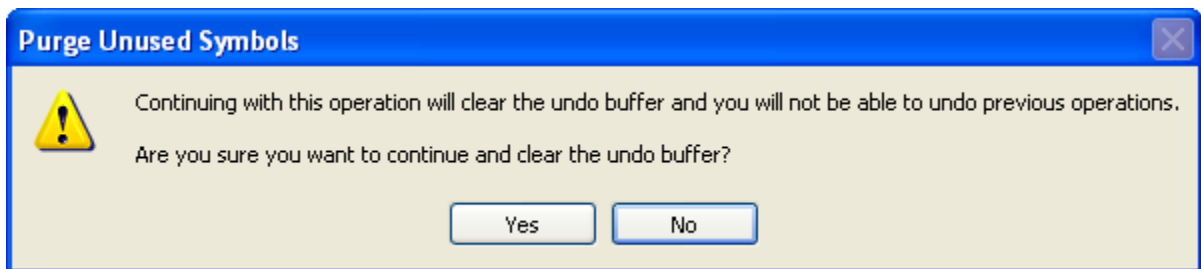 Purge Unused Symbols
Continuing with this operation will clear the undo buffer and you will not be able to undo previous operations.
Are you sure you want to continue and clear the undo buffer?
Yes No